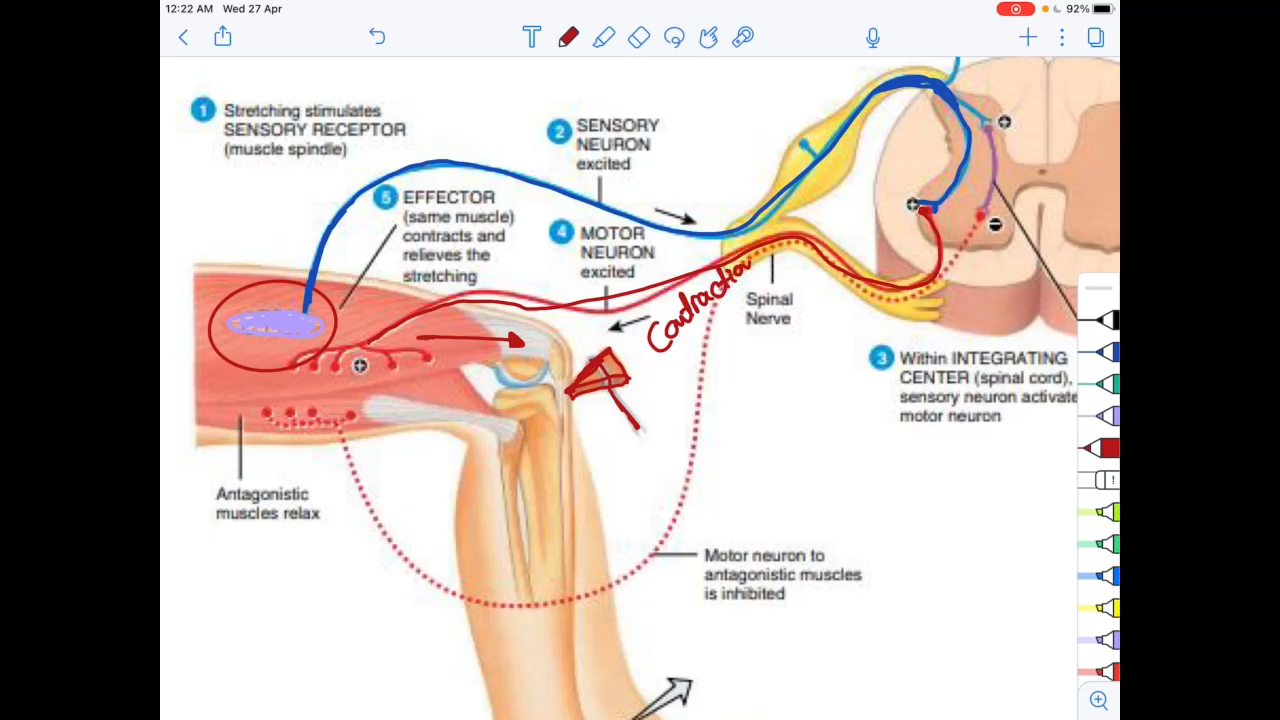 12:22 AM Wed 27 Apr
92%
1 Stretching stimulates
SENSORY RECEPTOR
(muscle spindle)
2 SENSORY
NEURON
excited
5 EFFECTOR
(same muscle)
contracts and
relieves the
stretching
4 MOTOR
NEURON
excited
Contraction
Spinal
Nerve
3 Within INTEGRATING
CENTER (spinal cord),
sensory neuron activate
motor neuron
Antagonistic
muscles relax
Motor neuron to
antagonistic muscles
is inhibited